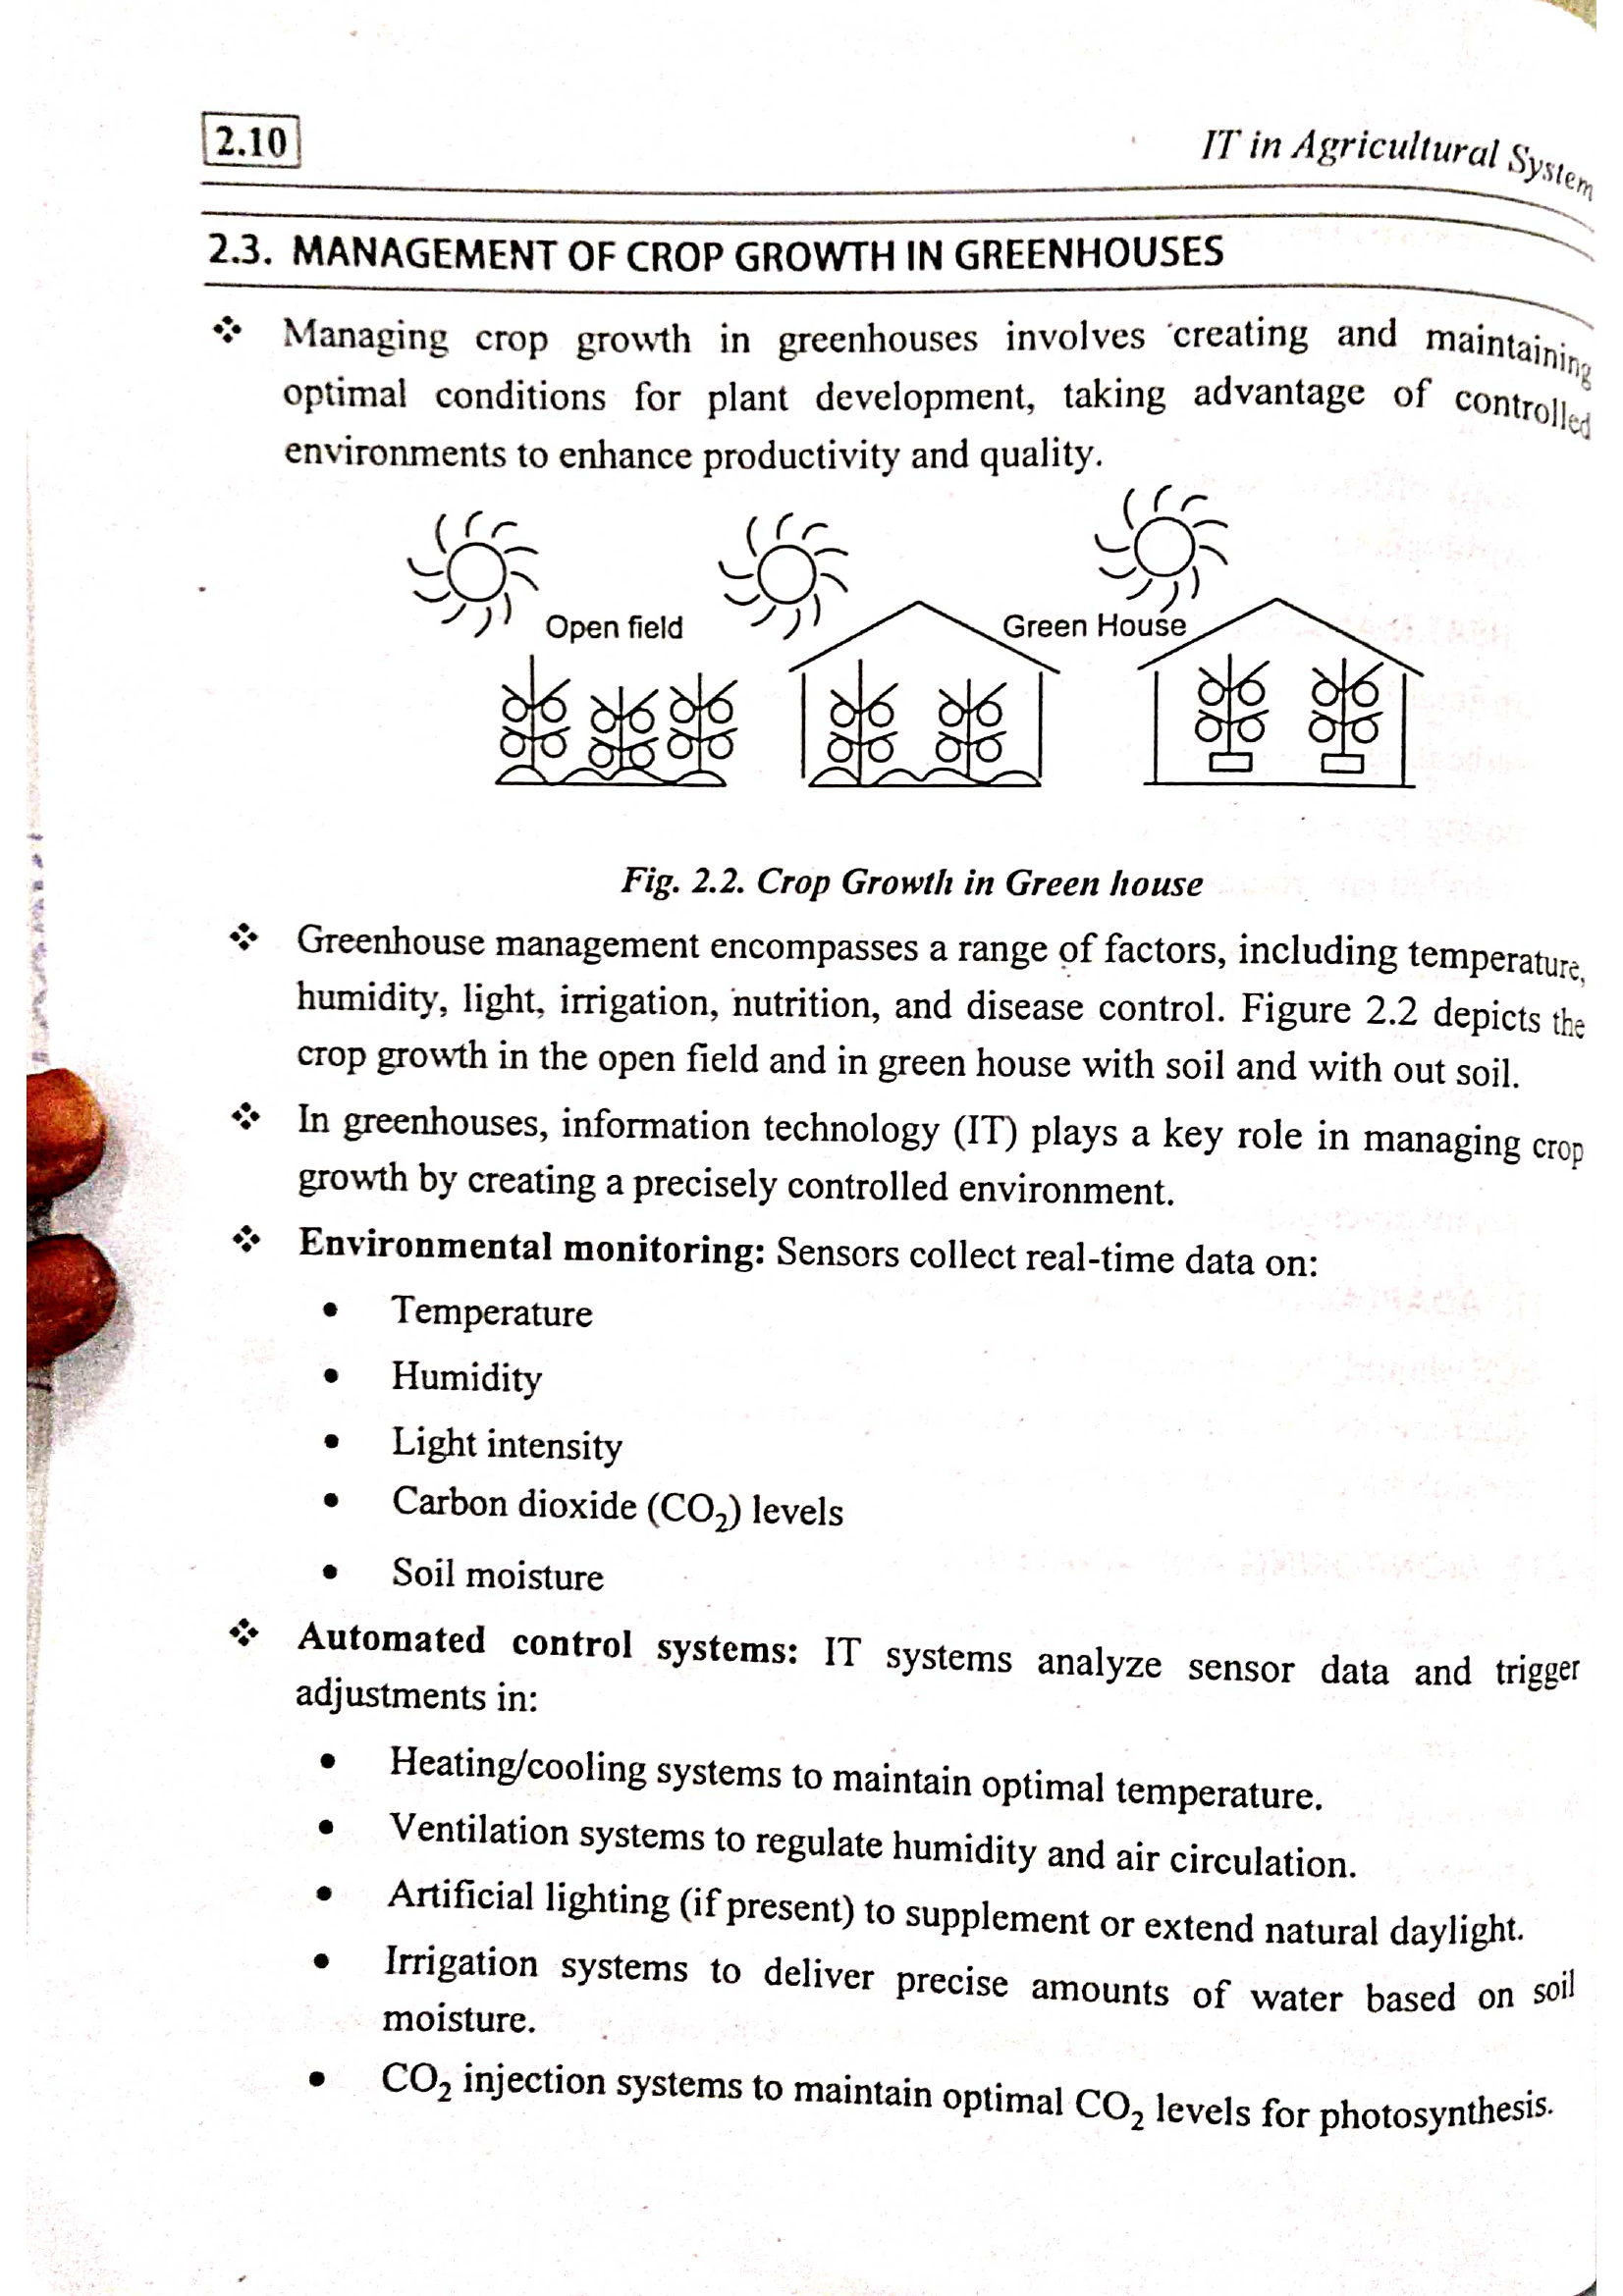 2.10
IT in Agricultural System
2.3. MANAGEMENT OF CROP GROWTH IN GREENHOUSES
❖ Managing crop growth in greenhouses involves creating and maintaining
optimal conditions for plant development, taking advantage of controlled
environments to enhance productivity and quality.
Open field
Green House
Fig. 2.2. Crop Growth in Green house
❖ Greenhouse management encompasses a range of factors, including temperature,
humidity, light, irrigation, nutrition, and disease control. Figure 2.2 depicts the
crop growth in the open field and in green house with soil and with out soil.
❖ In greenhouses, information technology (IT) plays a key role in managing crop
growth by creating a precisely controlled environment.
❖ Environmental monitoring: Sensors collect real-time data on:
• Temperature
• Humidity
• Light intensity
• Carbon dioxide (CO₂) levels
• Soil moisture
❖ Automated control systems: IT systems analyze sensor data and trigger
adjustments in:
• Heating/cooling systems to maintain optimal temperature.
• Ventilation systems to regulate humidity and air circulation.
• Artificial lighting (if present) to supplement or extend natural daylight.
• Irrigation systems to deliver precise amounts of water based on soil
moisture.
• CO₂ injection systems to maintain optimal CO₂ levels for photosynthesis.